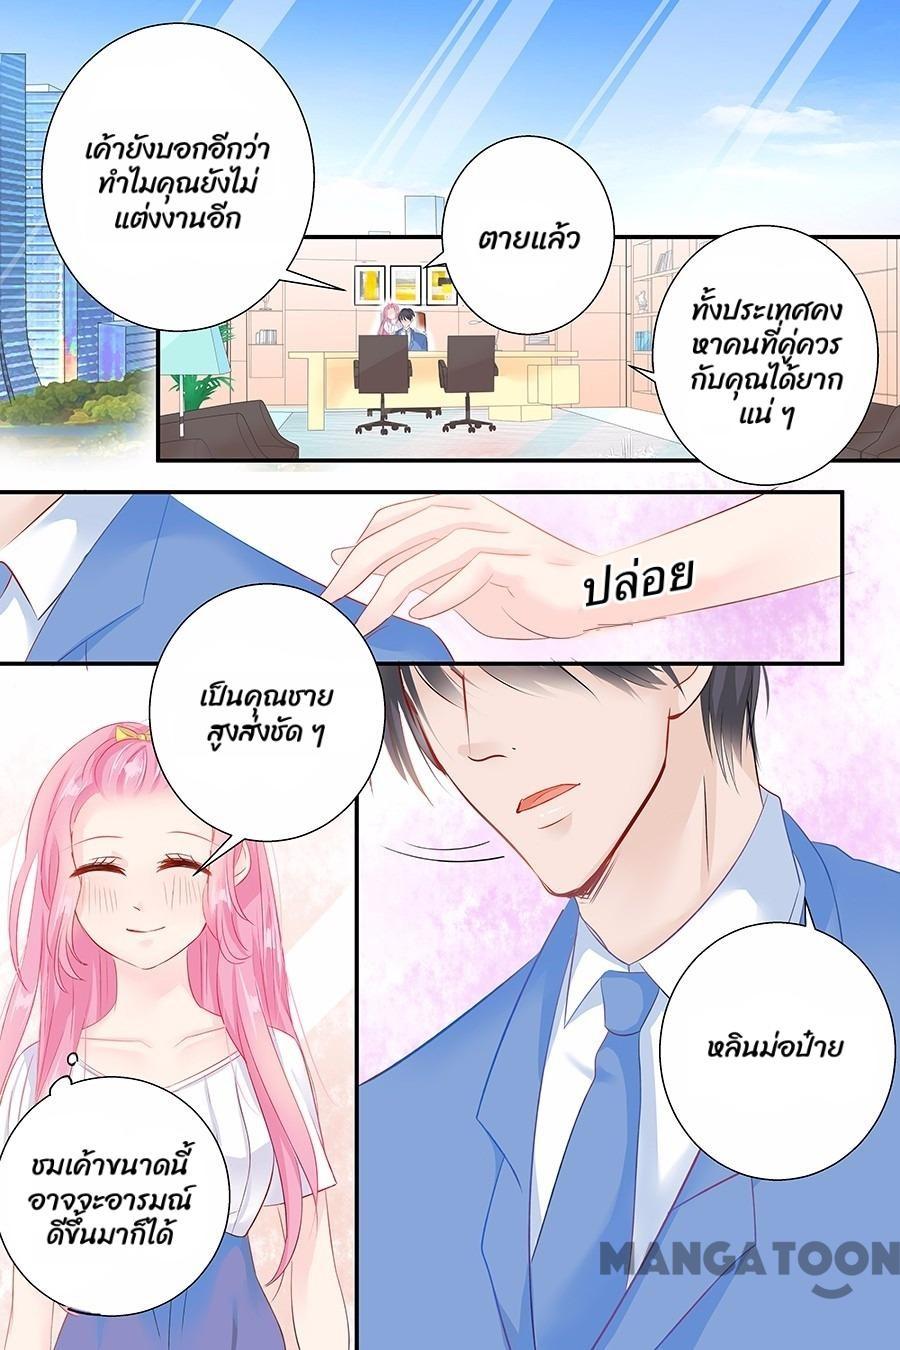 เค้ายังบอกอีกว่า
ทำไมคุณยังไม่
แต่งงานอีก
ตายแล้ว
ทั้งประเทศคง
หาคนที่คู่ควร
กับคุณได้ยาก
แน่ ๆ
ปล่อย
เป็นคุณชาย
สูงส่งชัด ๆ
หลินม่อป๋าย
ชมเค้าขนาดนี้
อาจจะอารมณ์
ดีขึ้นมาก็ได้
MANGATOON